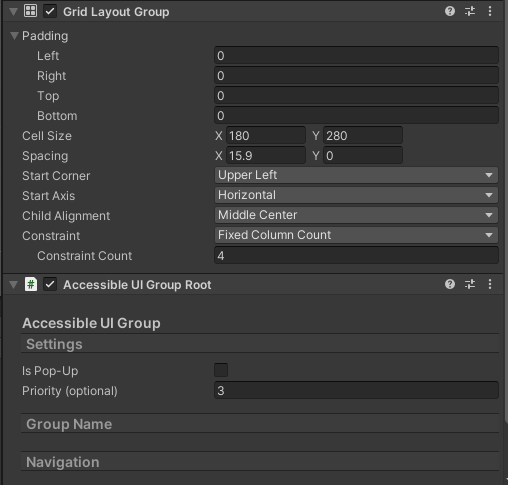 Grid Layout Group
Padding
Left 0
Right 0
Top 0
Bottom 0
Cell Size X 180 Y 280
Spacing X 15.9 Y 0
Start Corner Upper Left
Start Axis Horizontal
Child Alignment Middle Center
Constraint Fixed Column Count
Constraint Count 4
# Accessible UI Group Root
Accessible UI Group
Settings
Is Pop-Up
Priority (optional) 3
Group Name
Navigation